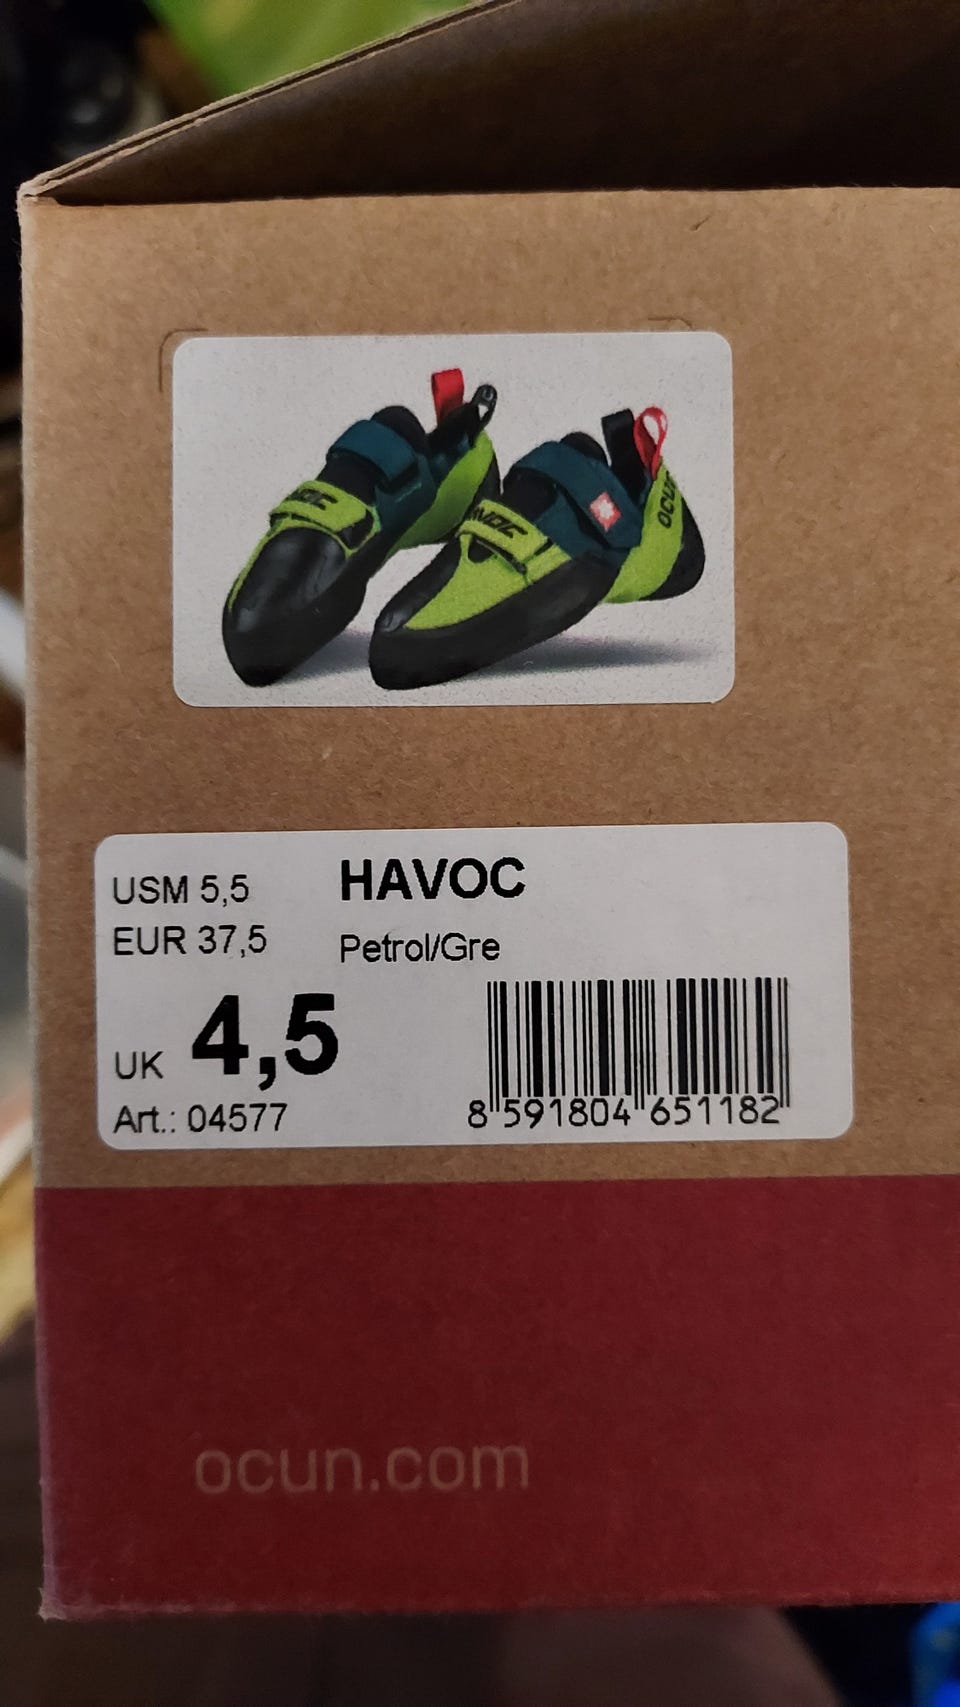 HAVOC
OCUN
USM 5,5
HAVOC
EUR 37,5
Petrol/Gre
UK 4,5
Art.: 04577
8 591804 651182
ocun.com